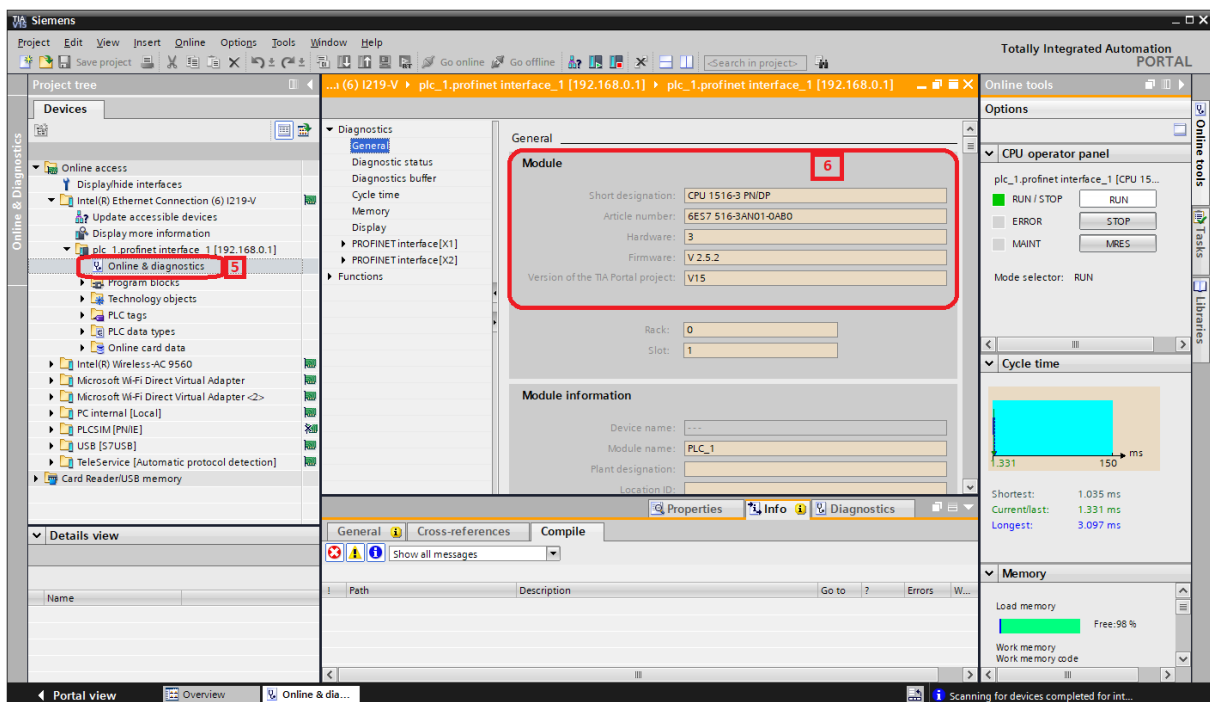 Siemens
Project Edit View Insert Online Options Tools Window Help
Totally Integrated Automation
PORTAL
Save project Go online Go offline <Search in project>
Project tree
...ı (6) I219-V plc_1.profinet interface_1 [192.168.0.1] plc_1.profinet interface_1 [192.168.0.1]
Online tools
Devices
Options
Online & Diagnostics
Online access
Display/hide interfaces
Intel(R) Ethernet Connection (6) I219-V
Update accessible devices
Display more information
plc_1.profinet interface_1 [192.168.0.1]
Online & diagnostics 5
Program blocks
Technology objects
PLC tags
PLC data types
Online card data
Intel(R) Wireless-AC 9560
Microsoft Wi-Fi Direct Virtual Adapter
Microsoft Wi-Fi Direct Virtual Adapter <2>
PC internal [Local]
PLCSIM [PN/IE]
USB [S7USB]
TeleService [Automatic protocol detection]
Card Reader/USB memory
Details view
Name
Diagnostics
General
Diagnostic status
Diagnostics buffer
Cycle time
Memory
Display
PROFINET interface [X1]
PROFINET interface [X2]
Functions
General
Module
6
Short designation: CPU 1516-3 PN/DP
Article number: 6ES7 516-3AN01-0AB0
Hardware: 3
Firmware: V 2.5.2
Version of the TIA Portal project: V15
Rack: 0
Slot: 1
Module information
Device name: ---
Module name: PLC_1
Plant designation:
Location ID:
Properties Info Diagnostics
General Cross-references Compile
Show all messages
! Path Description Go to ? Errors W...
CPU operator panel
plc_1.profinet interface_1 [CPU 15...
RUN / STOP RUN
ERROR STOP
MAINT MRES
Mode selector: RUN
Cycle time
ms
1.331 150
Shortest: 1.035 ms
Current/last: 1.331 ms
Longest: 3.097 ms
Memory
Load memory
Free:98 %
Work memory
Work memory code
Online tools
Tasks
Libraries
Portal view Overview Online & dia...
Scanning for devices completed for int...